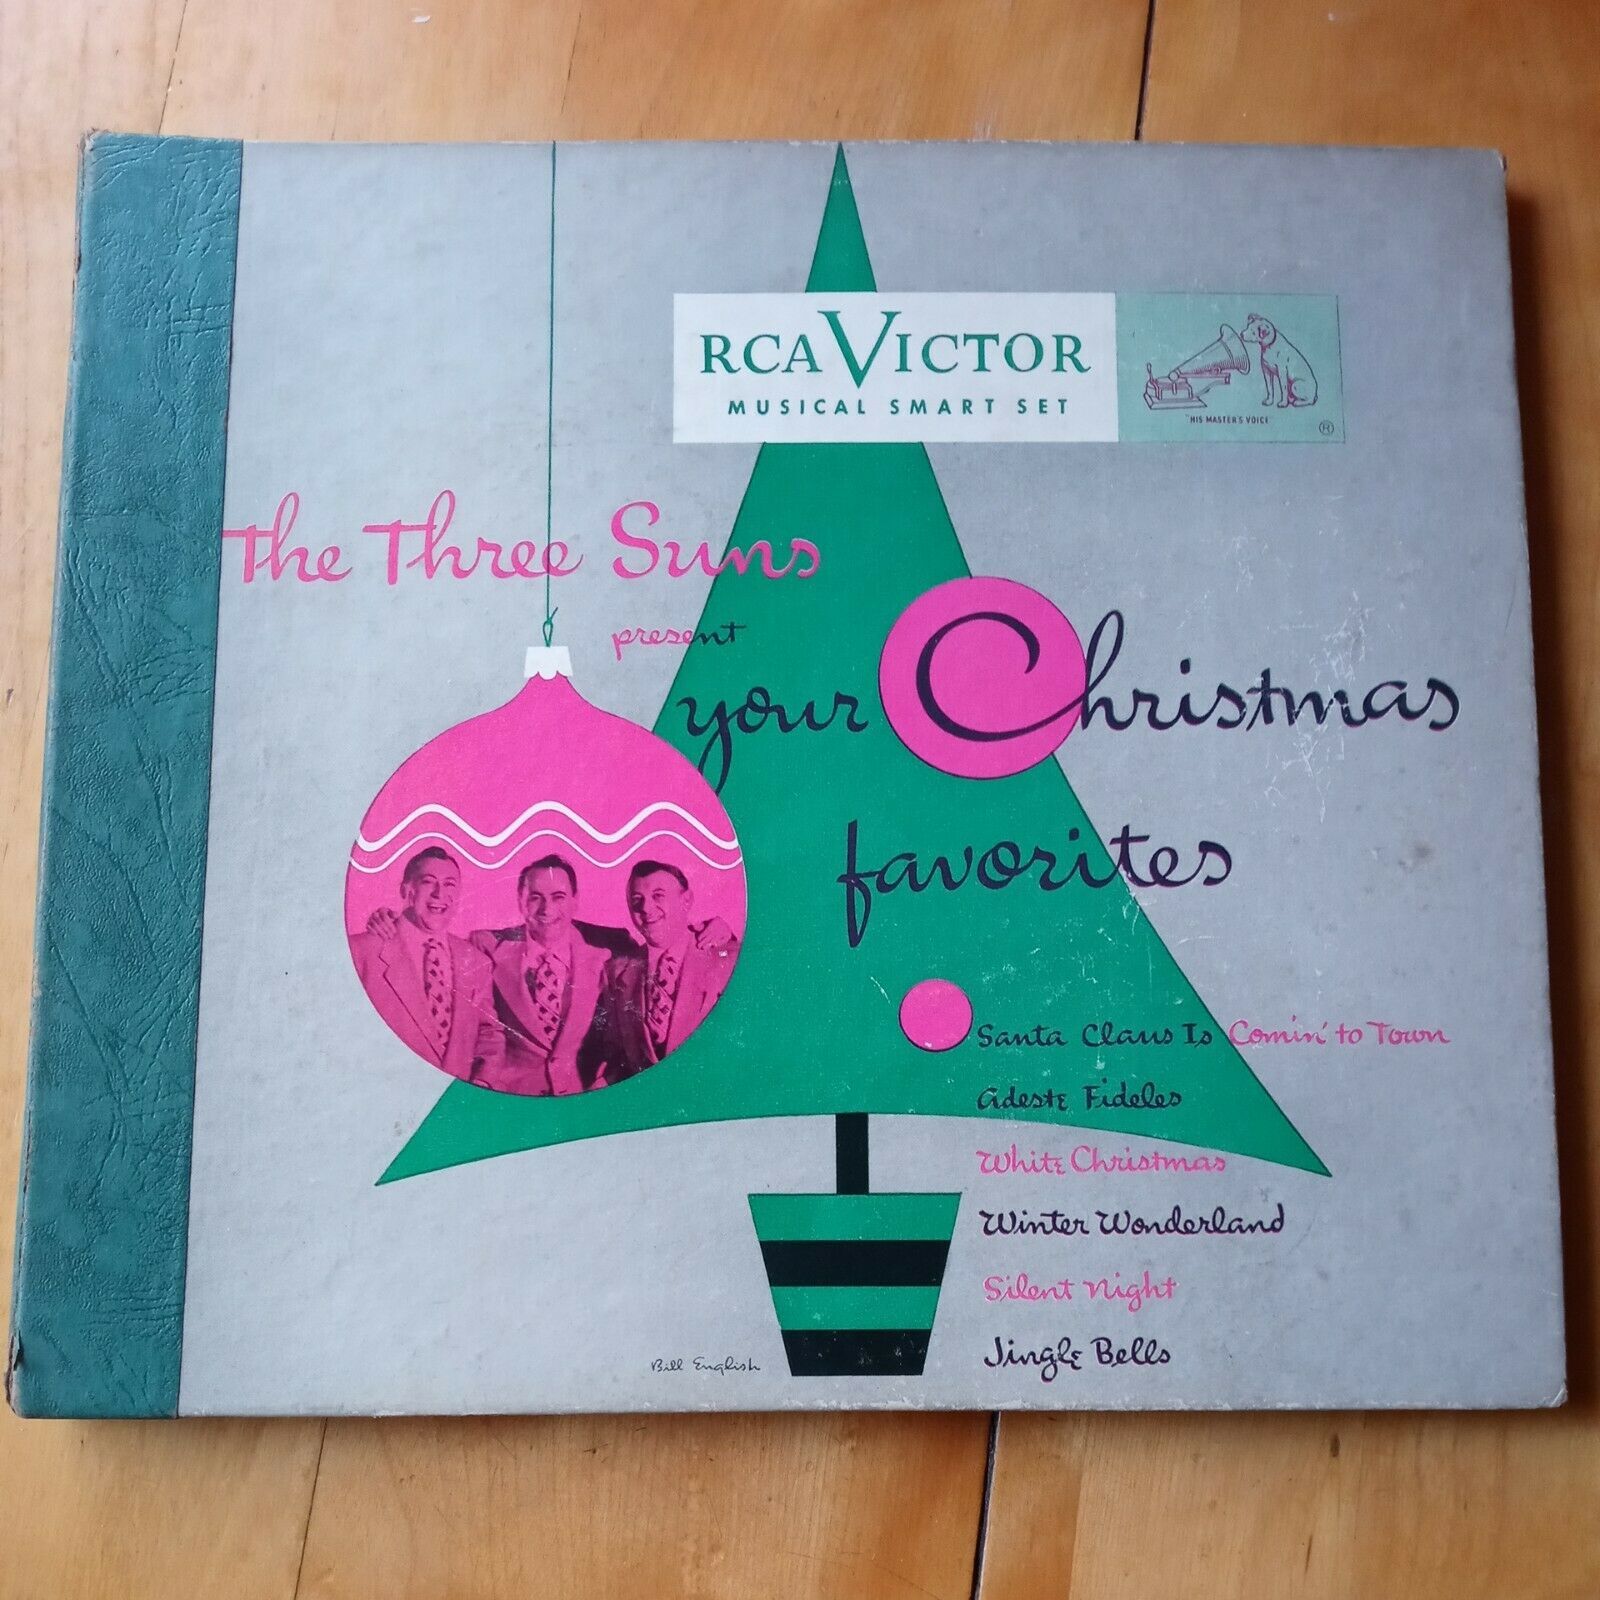 RCA VICTOR
MUSICAL SMART SET
"HIS MASTER'S VOICE"
®
The Three Suns
present
your Christmas
favorites
Santa Claus Is Comin' to Town
Adeste Fideles
White Christmas
Winter Wonderland
Silent Night
Jingle Bells
Bill English